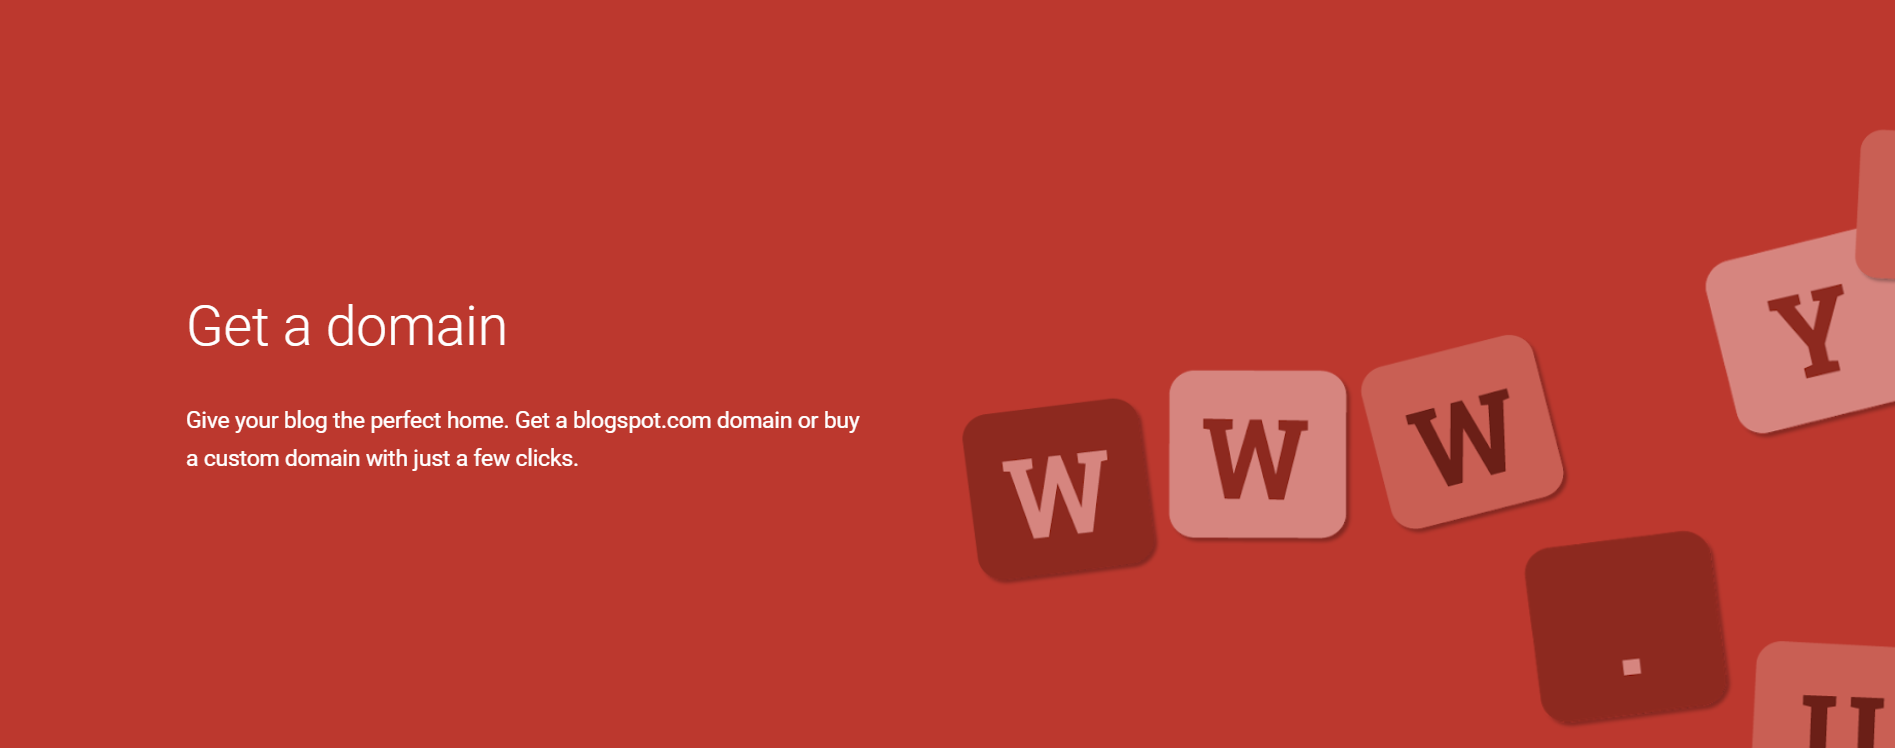 Get a domain
Give your blog the perfect home. Get a blogspot.com domain or buy
a custom domain with just a few clicks.
W
W
W
.
Y